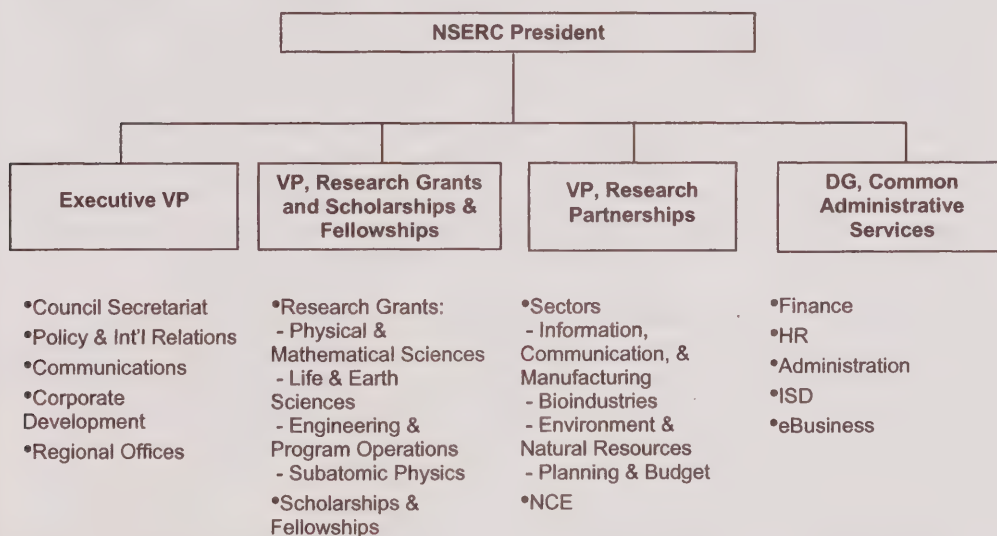 NSERC President
Executive VP
VP, Research Grants
and Scholarships &
Fellowships
VP, Research
Partnerships
DG, Common
Administrative
Services
•Council Secretariat
•Policy & Int'l Relations
•Communications
•Corporate
Development
•Regional Offices
•Research Grants:
- Physical &
Mathematical Sciences
- Life & Earth
Sciences
- Engineering &
Program Operations
- Subatomic Physics
•Scholarships &
Fellowships
•Sectors
- Information,
Communication, &
Manufacturing
- Bioindustries
- Environment &
Natural Resources
- Planning & Budget
•NCE
•Finance
•HR
•Administration
•ISD
•eBusiness